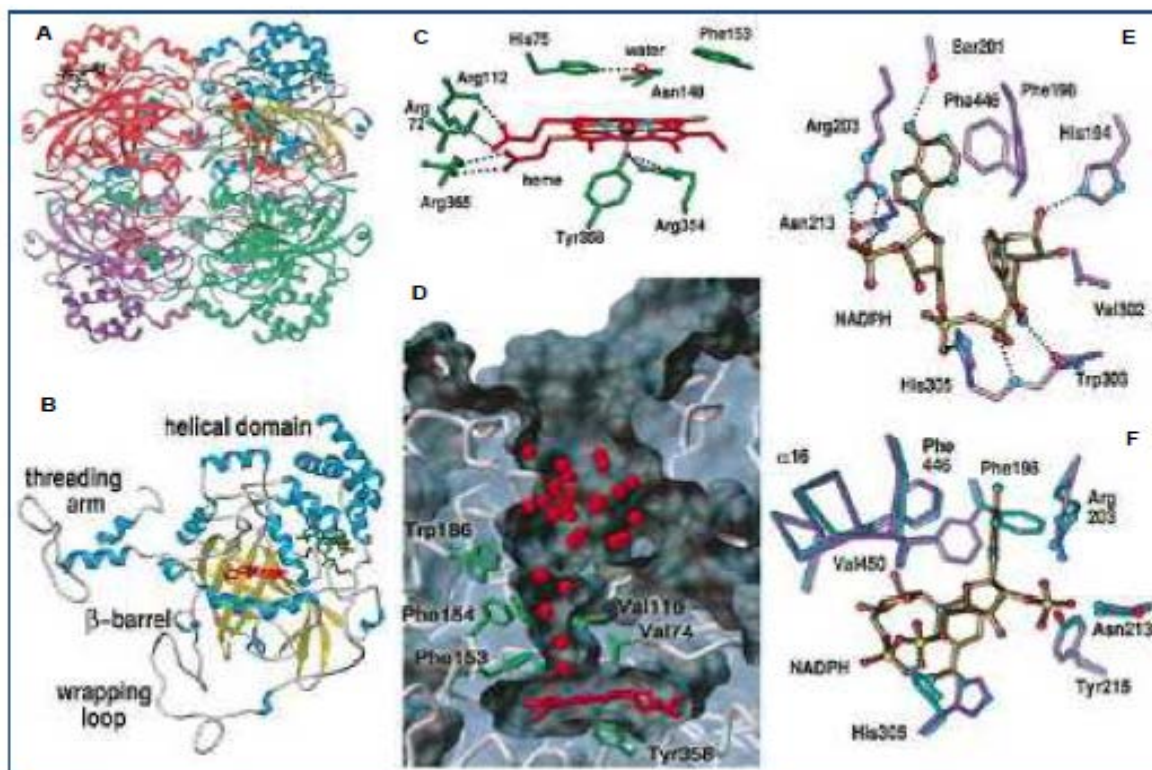 A
B
helical domain
threading
arm
β-barrel
wrapping
loop
C
His75
water
Phe153
Arg112
Asn148
Arg
72
Arg365
heme
Tyr358
Arg354
D
Trp186
Phe154
Val116
Val74
Phe153
Tyr358
E
Ser201
Phe446
Phe198
Arg203
His194
Asn213
NADPH
Val302
His305
Trp303
F
α16
Phe
446
Phe198
Arg
203
Val450
Asn213
NADPH
Tyr215
His305